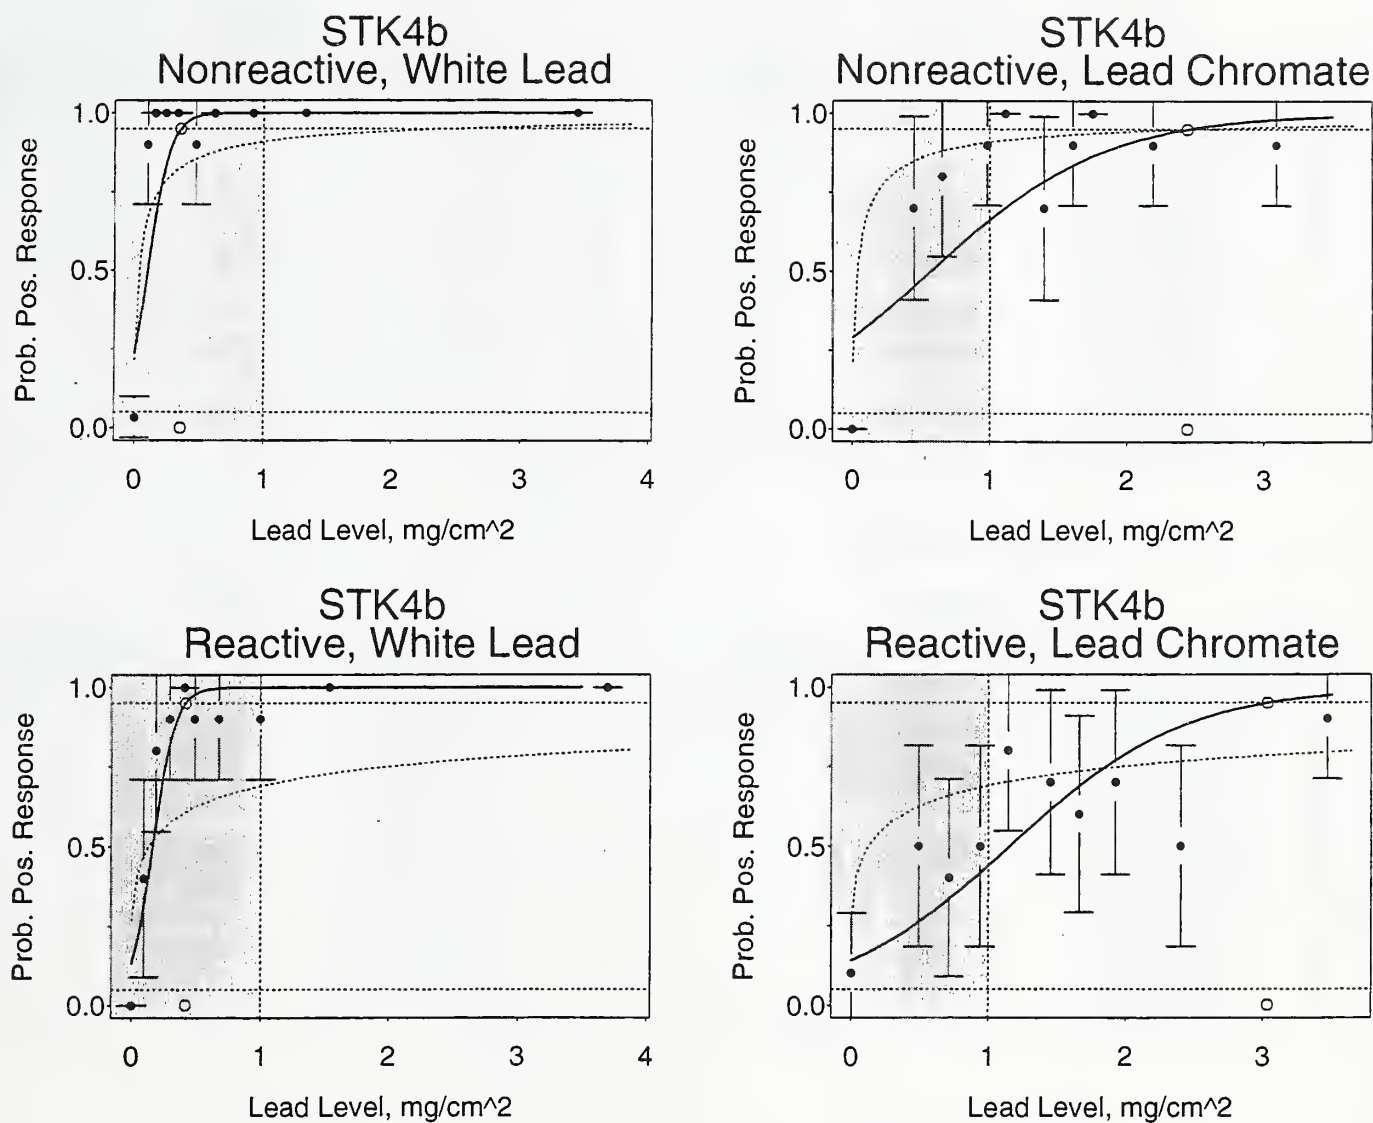 STK4b
Nonreactive, White Lead
Prob. Pos. Response
1.0
0.5
0.0
0 1 2 3 4
Lead Level, mg/cm^2
STK4b
Nonreactive, Lead Chromate
Prob. Pos. Response
1.0
0.5
0.0
0 1 2 3
Lead Level, mg/cm^2
STK4b
Reactive, White Lead
Prob. Pos. Response
1.0
0.5
0.0
0 1 2 3 4
Lead Level, mg/cm^2
STK4b
Reactive, Lead Chromate
Prob. Pos. Response
1.0
0.5
0.0
0 1 2 3
Lead Level, mg/cm^2